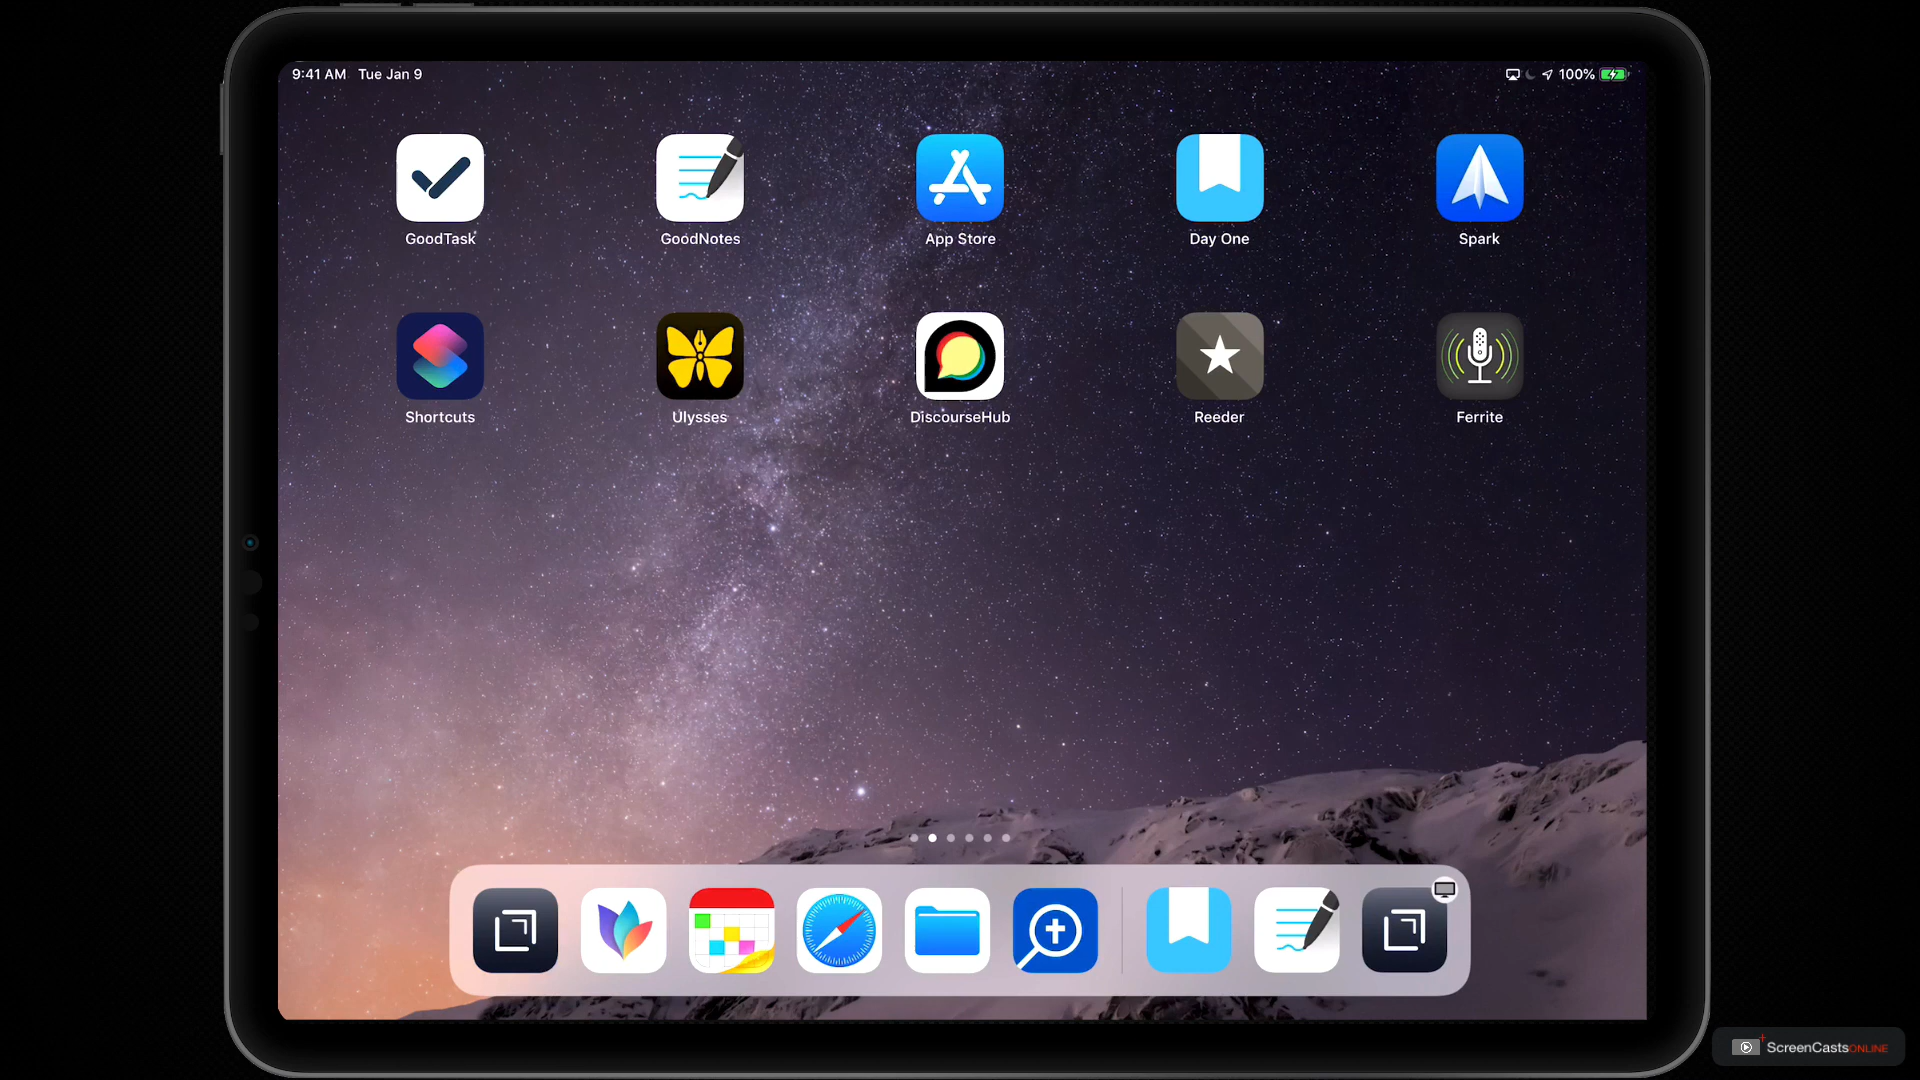 9:41 AM Tue Jan 9
100%
GoodTask
GoodNotes
App Store
Day One
Spark
Shortcuts
Ulysses
DiscourseHub
Reeder
Ferrite
ScreenCastsONLINE